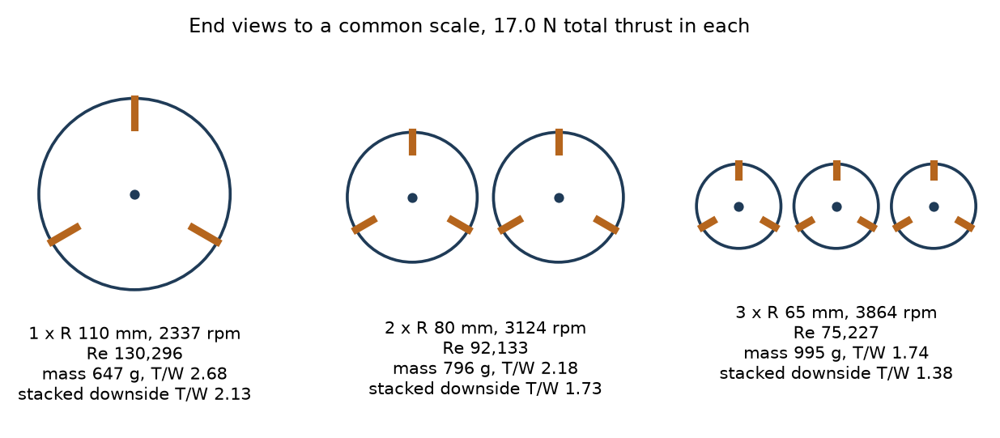 End views to a common scale, 17.0 N total thrust in each
1 x R 110 mm, 2337 rpm
Re 130,296
mass 647 g, T/W 2.68
stacked downside T/W 2.13
2 x R 80 mm, 3124 rpm
Re 92,133
mass 796 g, T/W 2.18
stacked downside T/W 1.73
3 x R 65 mm, 3864 rpm
Re 75,227
mass 995 g, T/W 1.74
stacked downside T/W 1.38